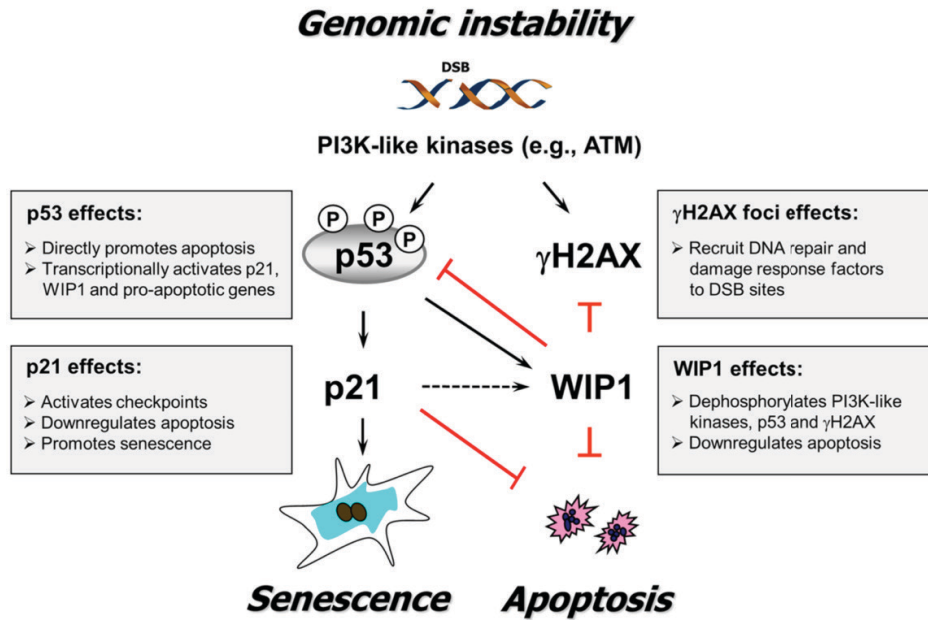 Genomic instability
DSB
PI3K-like kinases (e.g., ATM)
p53 effects:
➢ Directly promotes apoptosis
➢ Transcriptionally activates p21,
WIP1 and pro-apoptotic genes
P
P
P
p53
γH2AX
γH2AX foci effects:
➢ Recruit DNA repair and
damage response factors
to DSB sites
p21 effects:
➢ Activates checkpoints
➢ Downregulates apoptosis
➢ Promotes senescence
p21
WIP1
WIP1 effects:
➢ Dephosphorylates PI3K-like
kinases, p53 and γH2AX
➢ Downregulates apoptosis
Senescence
Apoptosis